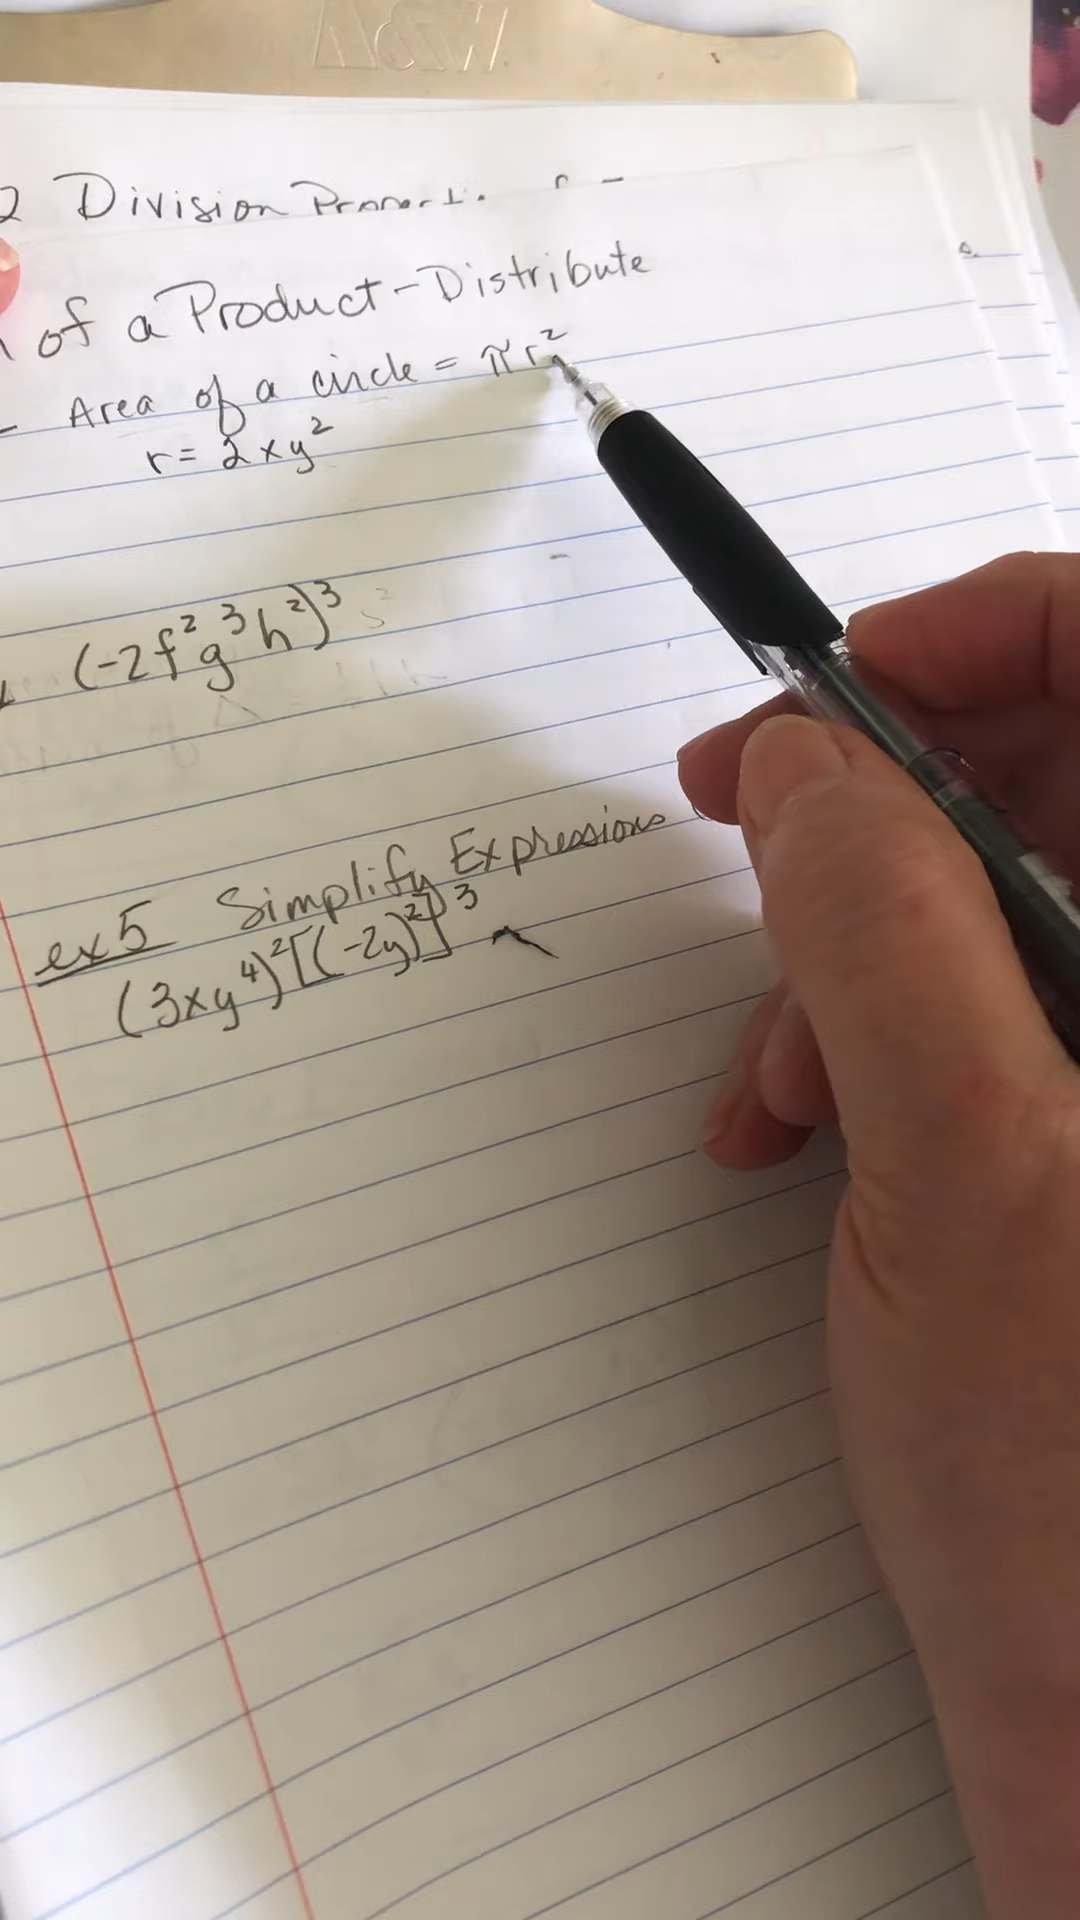 2 Division
of a Product - Distribute
Area of a circle = πr²
r = 2xy²
(-2f²g³h²)³
ex 5 Simplify Expressions
(3xy⁴)²[(-2y)²]³